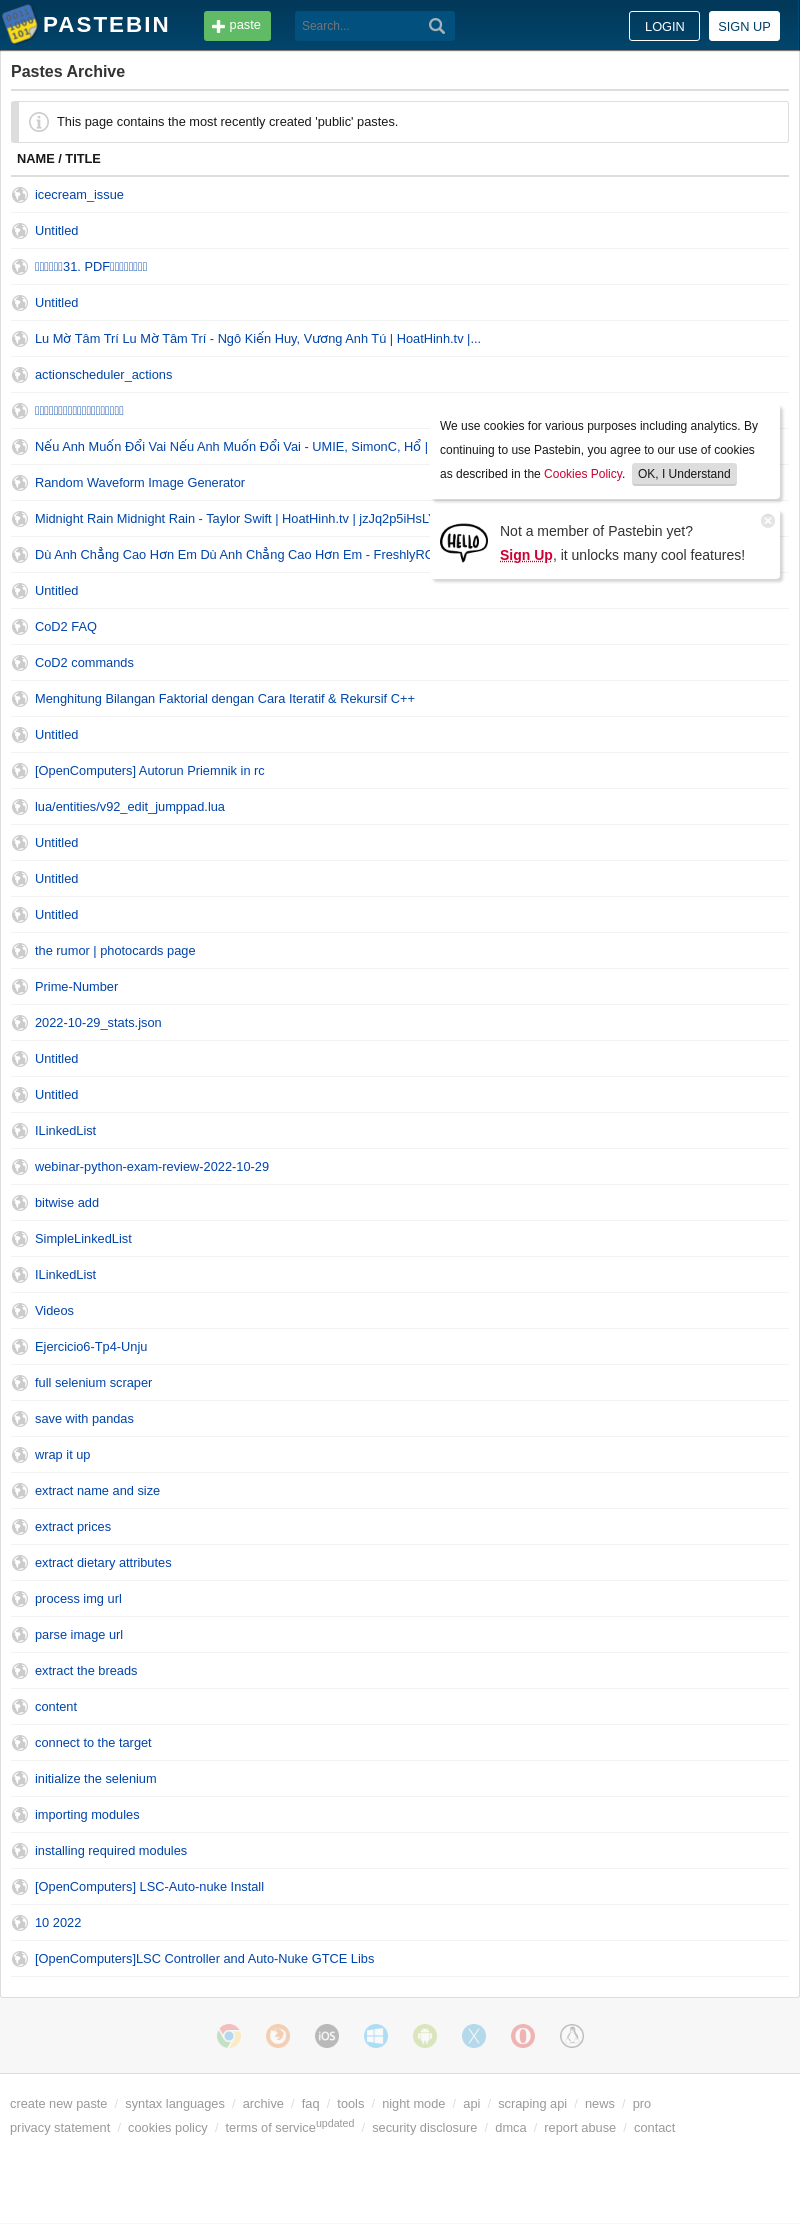 PASTEBIN
paste
Search...
LOGIN
SIGN UP
Pastes Archive
This page contains the most recently created 'public' pastes.
NAME / TITLE
icecream_issue
Untitled
31. PDF
Untitled
Lu Mờ Tâm Trí Lu Mờ Tâm Trí - Ngô Kiến Huy, Vương Anh Tú | HoatHinh.tv |...
actionscheduler_actions
We use cookies for various purposes including analytics. By
continuing to use Pastebin, you agree to our use of cookies
as described in the Cookies Policy. OK, I Understand
Nếu Anh Muốn Đổi Vai Nếu Anh Muốn Đổi Vai - UMIE, SimonC, Hổ |
Random Waveform Image Generator
Midnight Rain Midnight Rain - Taylor Swift | HoatHinh.tv | jzJq2p5iHsL
Not a member of Pastebin yet?
Sign Up, it unlocks many cool features!
HELLO
Dù Anh Chẳng Cao Hơn Em Dù Anh Chẳng Cao Hơn Em -
Untitled
CoD2 FAQ
CoD2 commands
Menghitung Bilangan Faktorial dengan Cara Iteratif & Rekursif C++
Untitled
[OpenComputers] Autorun Priemnik in rc
lua/entities/v92_edit_jumppad.lua
Untitled
Untitled
Untitled
the rumor | photocards page
Prime-Number
2022-10-29_stats.json
Untitled
Untitled
ILinkedList
webinar-python-exam-review-2022-10-29
bitwise add
SimpleLinkedList
ILinkedList
Videos
Ejercicio6-Tp4-Unju
full selenium scraper
save with pandas
wrap it up
extract name and size
extract prices
extract dietary attributes
process img url
parse image url
extract the breads
content
connect to the target
initialize the selenium
importing modules
installing required modules
[OpenComputers] LSC-Auto-nuke Install
10 2022
[OpenComputers]LSC Controller and Auto-Nuke GTCE Libs
iOS
create new paste / syntax languages / archive / faq / tools / night mode / api / scraping api / news / pro
privacy statement / cookies policy / terms of serviceupdated / security disclosure / dmca / report abuse / contact